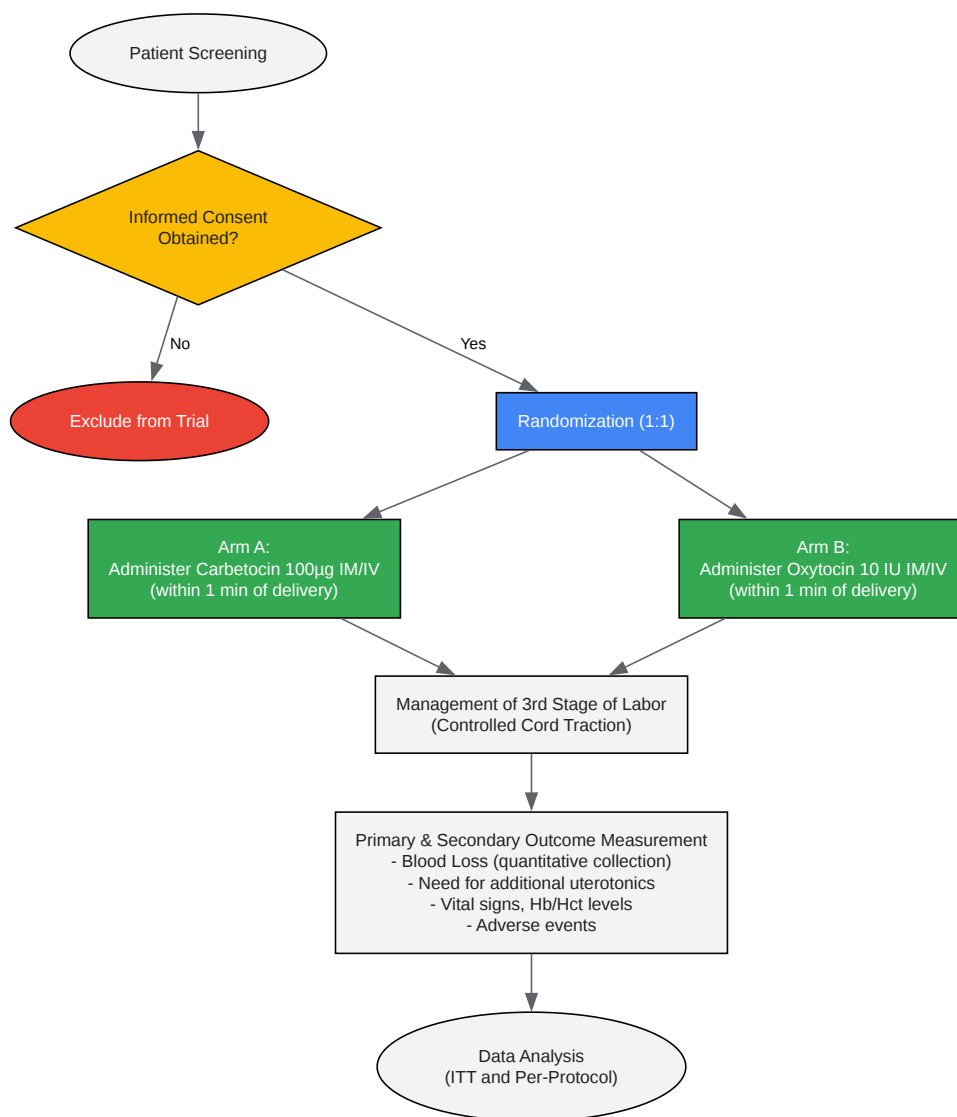 Patient Screening
Informed Consent
Obtained?
No
Yes
Exclude from Trial
Randomization (1:1)
Arm A:
Administer Carbetocin 100µg IM/IV
(within 1 min of delivery)
Arm B:
Administer Oxytocin 10 IU IM/IV
(within 1 min of delivery)
Management of 3rd Stage of Labor
(Controlled Cord Traction)
Primary & Secondary Outcome Measurement
- Blood Loss (quantitative collection)
- Need for additional uterotonics
- Vital signs, Hb/Hct levels
- Adverse events
Data Analysis
(ITT and Per-Protocol)